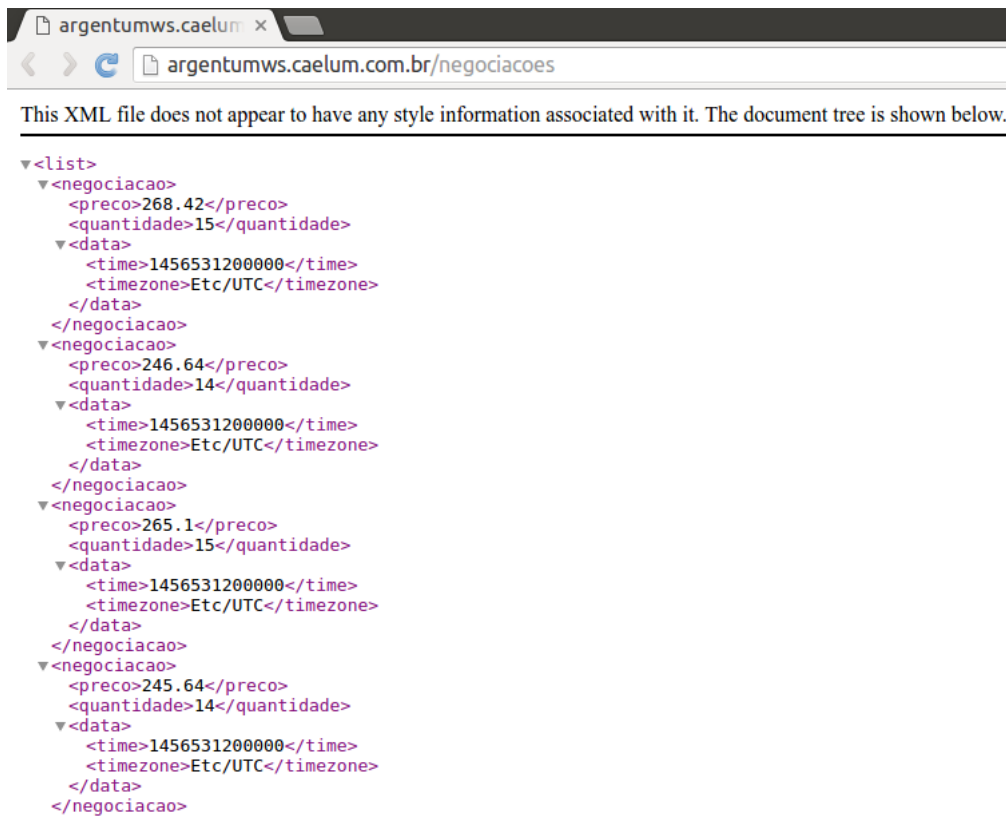 argentumws.caelum ×
argentumws.caelum.com.br/negociacoes
This XML file does not appear to have any style information associated with it. The document tree is shown below.
▼<list>
▼<negociacao>
<preco>268.42</preco>
<quantidade>15</quantidade>
▼<data>
<time>1456531200000</time>
<timezone>Etc/UTC</timezone>
</data>
</negociacao>
▼<negociacao>
<preco>246.64</preco>
<quantidade>14</quantidade>
▼<data>
<time>1456531200000</time>
<timezone>Etc/UTC</timezone>
</data>
</negociacao>
▼<negociacao>
<preco>265.1</preco>
<quantidade>15</quantidade>
▼<data>
<time>1456531200000</time>
<timezone>Etc/UTC</timezone>
</data>
</negociacao>
▼<negociacao>
<preco>245.64</preco>
<quantidade>14</quantidade>
▼<data>
<time>1456531200000</time>
<timezone>Etc/UTC</timezone>
</data>
</negociacao>